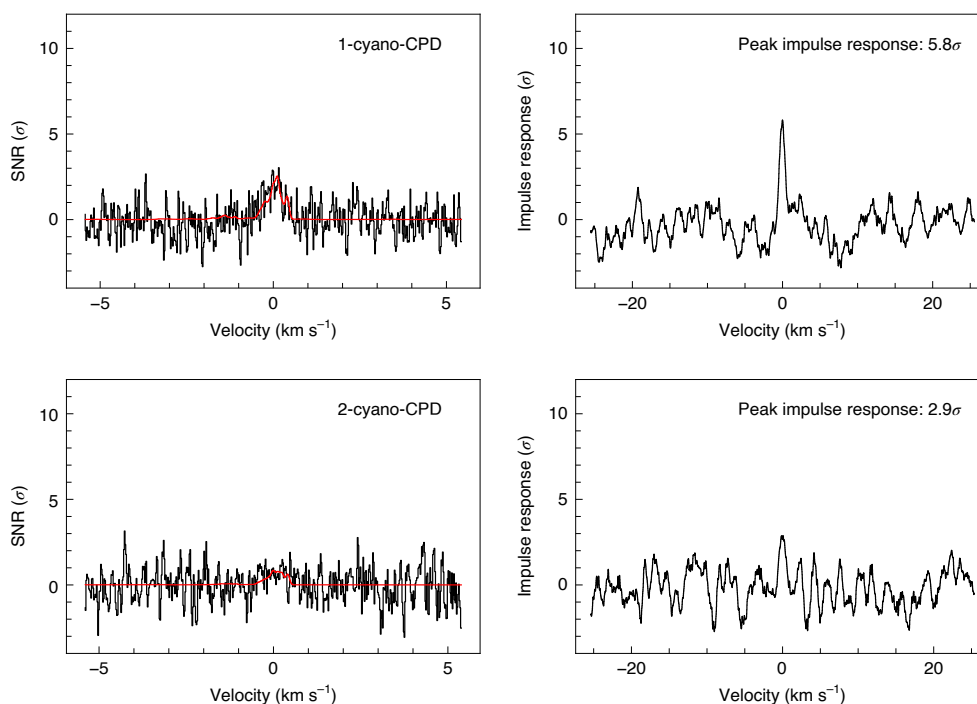 10
5
0
SNR (σ)
1-cyano-CPD
−5
0
5
Velocity (km s⁻¹)
10
5
0
Impulse response (σ)
Peak impulse response: 5.8σ
−20
0
20
Velocity (km s⁻¹)
10
5
0
SNR (σ)
2-cyano-CPD
−5
0
5
Velocity (km s⁻¹)
10
5
0
Impulse response (σ)
Peak impulse response: 2.9σ
−20
0
20
Velocity (km s⁻¹)